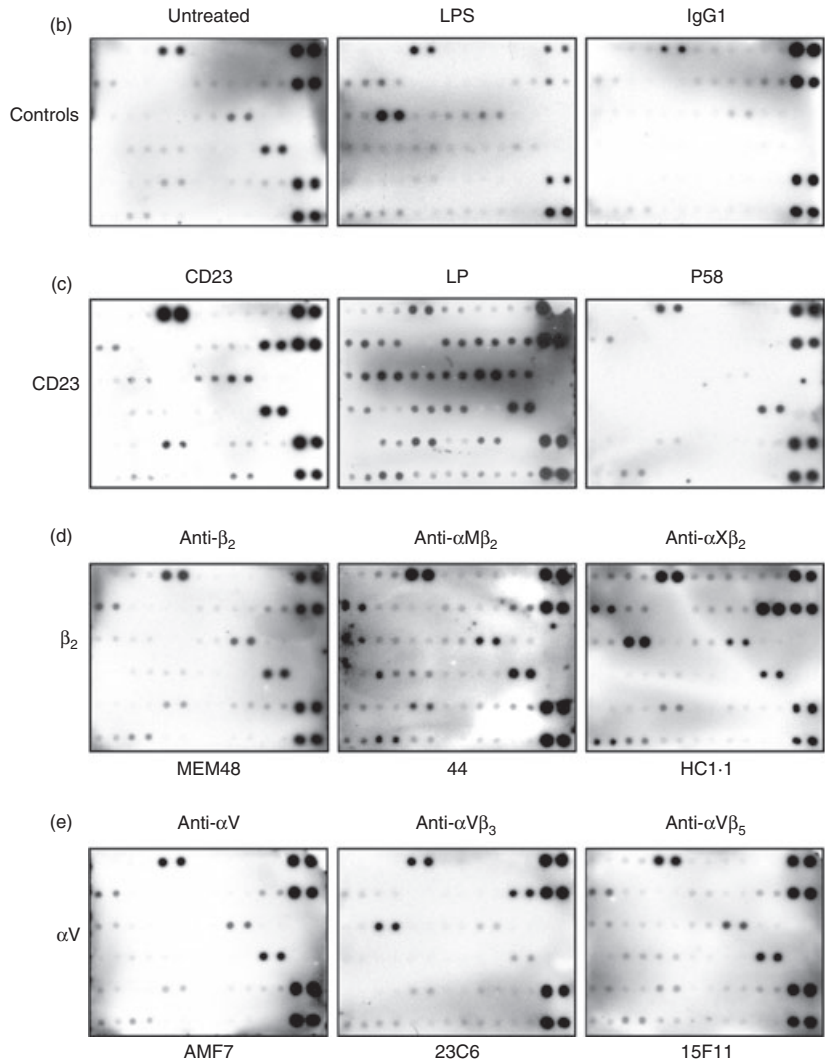 (b)
Untreated LPS IgG1
Controls
(c)
CD23 LP P58
CD23
(d)
Anti-β₂ Anti-αMβ₂ Anti-αXβ₂
β₂
MEM48 44 HC1·1
(e)
Anti-αV Anti-αVβ₃ Anti-αVβ₅
αV
AMF7 23C6 15F11